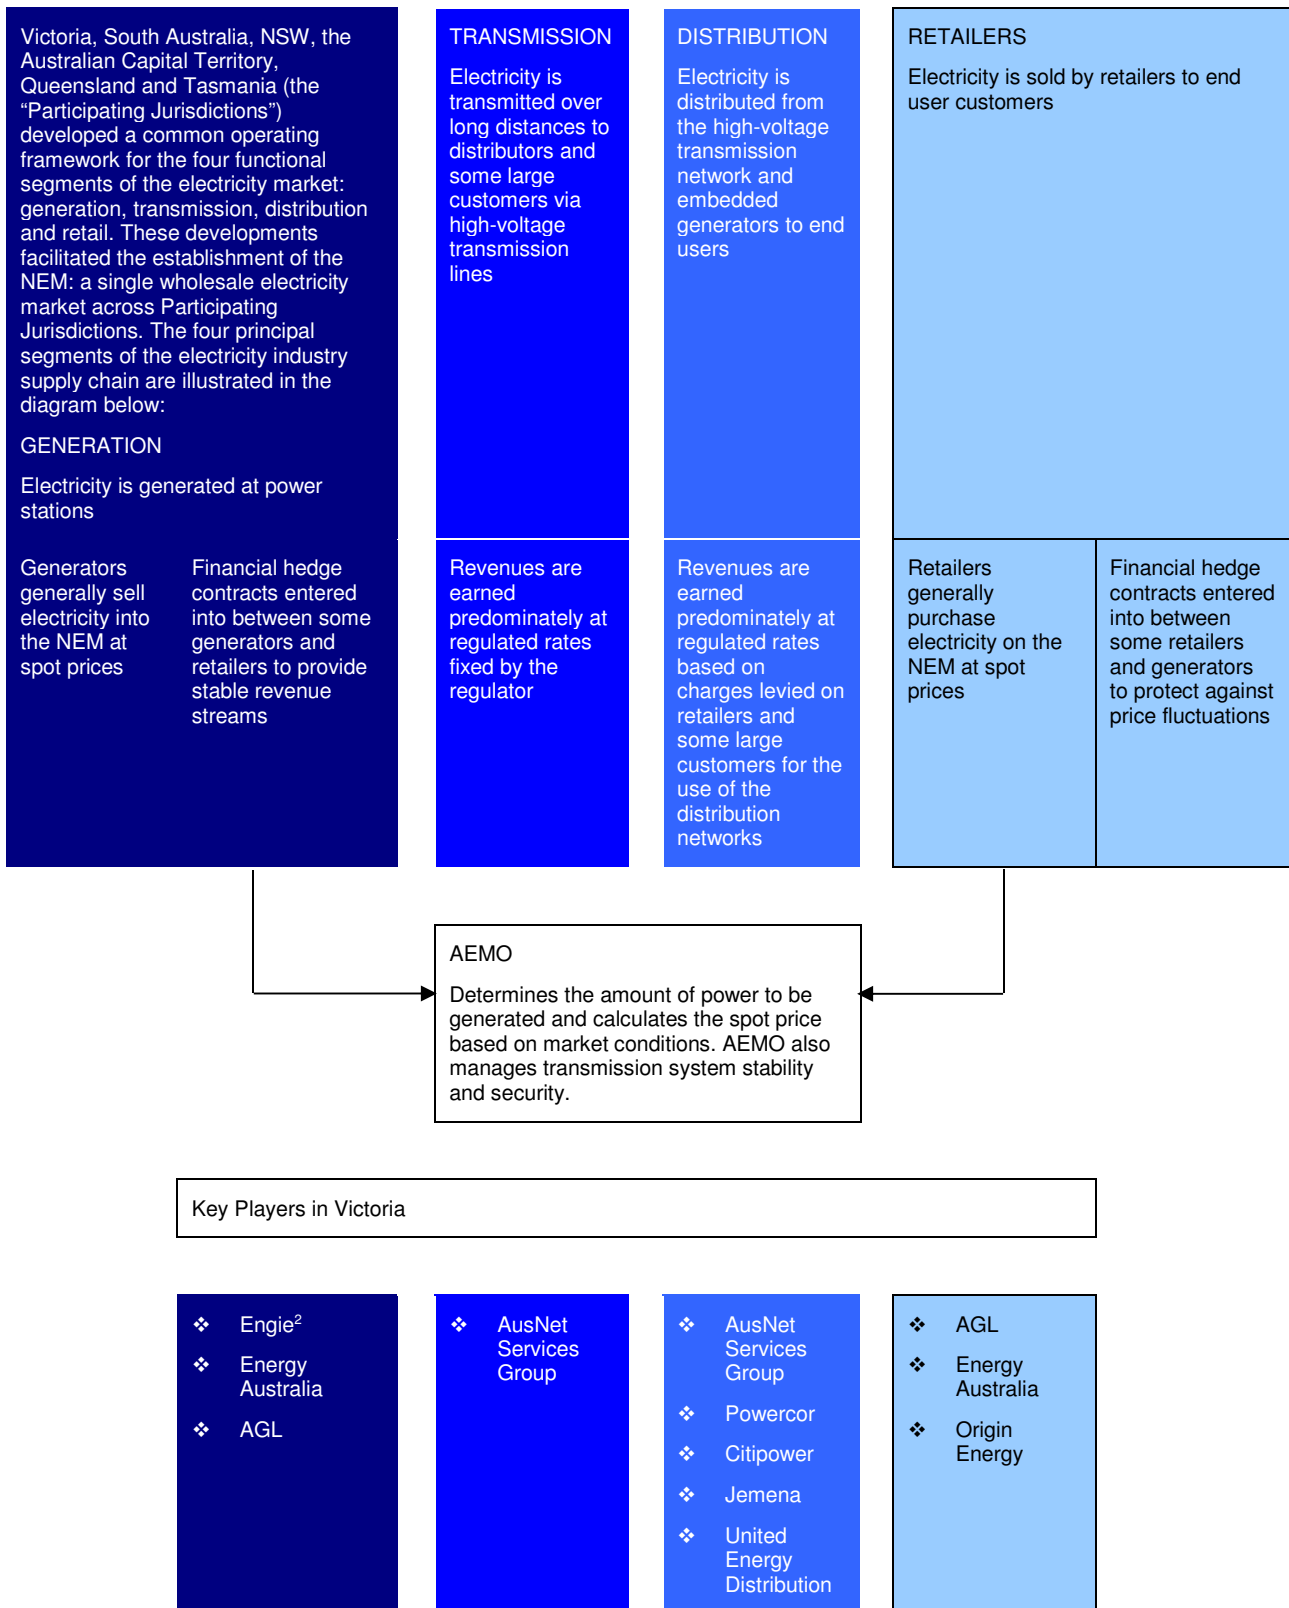 Victoria, South Australia, NSW, the
Australian Capital Territory,
Queensland and Tasmania (the
“Participating Jurisdictions”)
developed a common operating
framework for the four functional
segments of the electricity market:
generation, transmission, distribution
and retail. These developments
facilitated the establishment of the
NEM: a single wholesale electricity
market across Participating
Jurisdictions. The four principal
segments of the electricity industry
supply chain are illustrated in the
diagram below:
GENERATION
Electricity is generated at power
stations
TRANSMISSION
Electricity is
transmitted over
long distances to
distributors and
some large
customers via
high-voltage
transmission
lines
DISTRIBUTION
Electricity is
distributed from
the high-voltage
transmission
network and
embedded
generators to end
users
RETAILERS
Electricity is sold by retailers to end
user customers
Generators
generally sell
electricity into
the NEM at
spot prices
Financial hedge
contracts entered
into between some
generators and
retailers to provide
stable revenue
streams
Revenues are
earned
predominately at
regulated rates
fixed by the
regulator
Revenues are
earned
predominately at
regulated rates
based on
charges levied on
retailers and
some large
customers for the
use of the
distribution
networks
Retailers
generally
purchase
electricity on the
NEM at spot
prices
Financial hedge
contracts entered
into between
some retailers
and generators
to protect against
price fluctuations
AEMO
Determines the amount of power to be
generated and calculates the spot price
based on market conditions. AEMO also
manages transmission system stability
and security.
Key Players in Victoria
❖ Engie²
❖ Energy
Australia
❖ AGL
❖ AusNet
Services
Group
❖ AusNet
Services
Group
❖ Powercor
❖ Citipower
❖ Jemena
❖ United
Energy
Distribution
❖ AGL
❖ Energy
Australia
❖ Origin
Energy